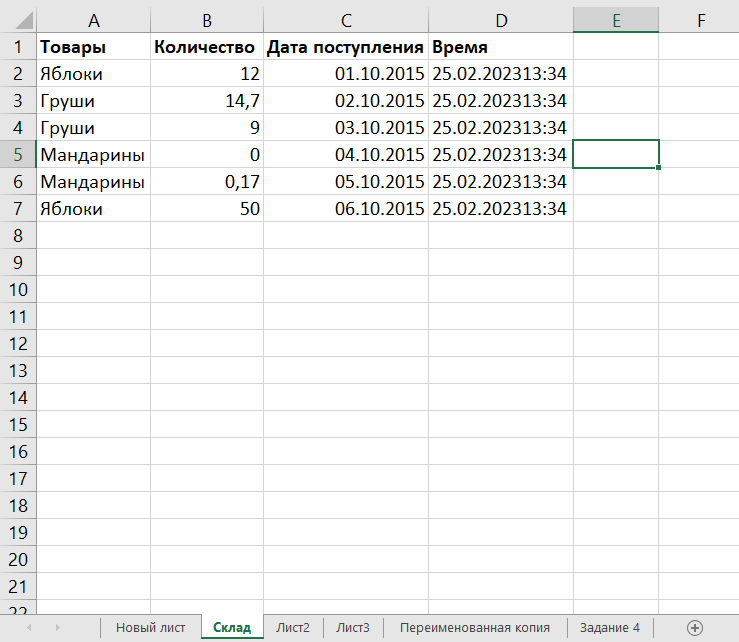 A B C D E F
1 Товары Количество Дата поступления Время
2 Яблоки 12 01.10.2015 25.02.202313:34
3 Груши 14,7 02.10.2015 25.02.202313:34
4 Груши 9 03.10.2015 25.02.202313:34
5 Мандарины 0 04.10.2015 25.02.202313:34
6 Мандарины 0,17 05.10.2015 25.02.202313:34
7 Яблоки 50 06.10.2015 25.02.202313:34
8
9
10
11
12
13
14
15
16
17
18
19
20
21
22
Новый лист Склад Лист2 Лист3 Переименованная копия Задание 4